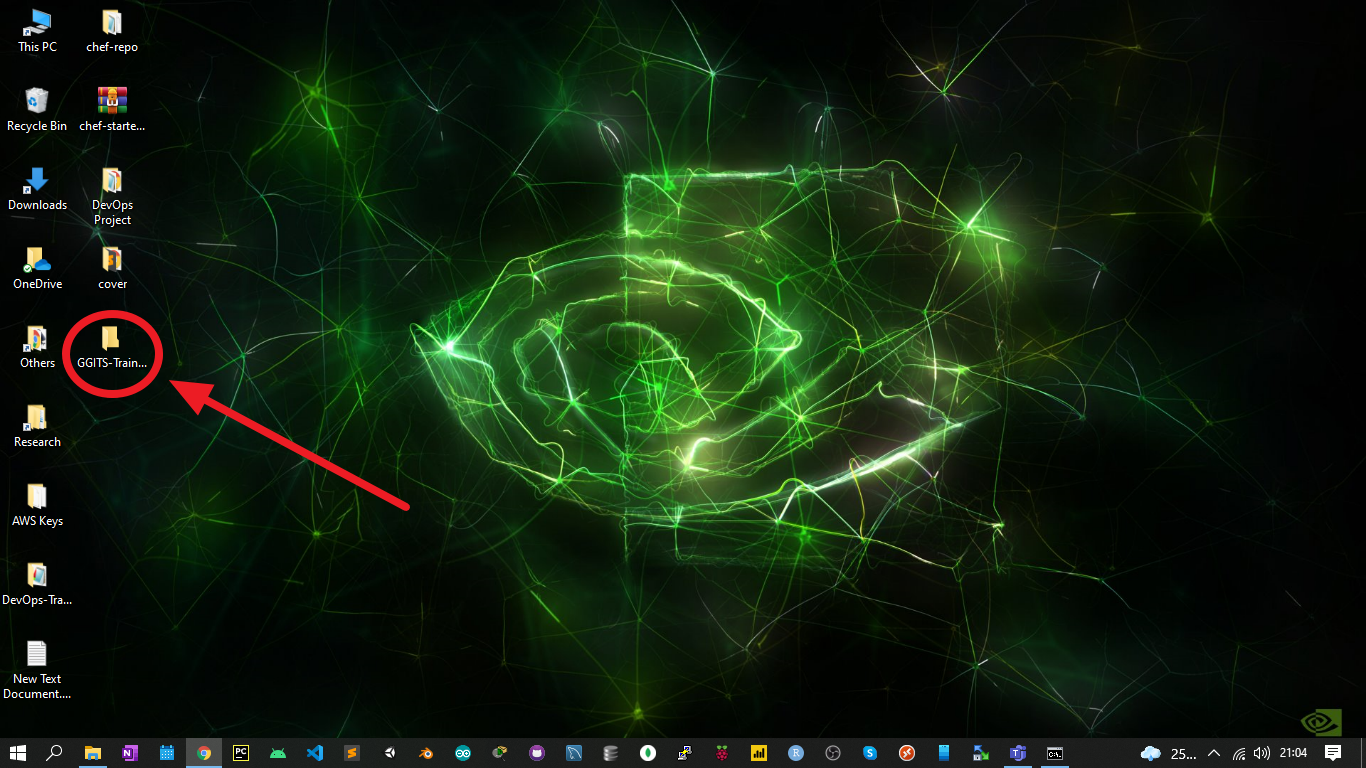 This PC
chef-repo
Recycle Bin
chef-starte...
Downloads
DevOps
Project
OneDrive
cover
Others
GGITS-Train...
Research
AWS Keys
DevOps-Tra...
New Text
Document....
25...
21:04